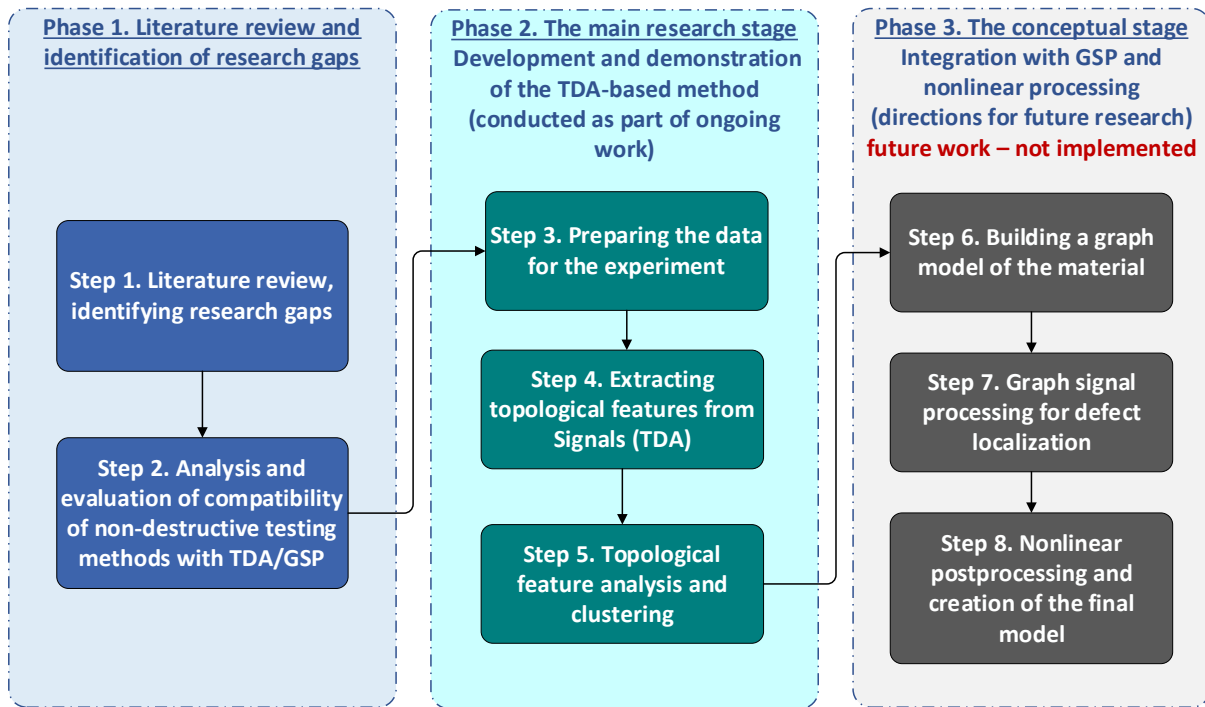 Phase 1. Literature review and
identification of research gaps
Step 1. Literature review,
identifying research gaps
Step 2. Analysis and
evaluation of compatibility
of non-destructive testing
methods with TDA/GSP
Phase 2. The main research stage
Development and demonstration
of the TDA-based method
(conducted as part of ongoing
work)
Step 3. Preparing the data
for the experiment
Step 4. Extracting
topological features from
Signals (TDA)
Step 5. Topological
feature analysis and
clustering
Phase 3. The conceptual stage
Integration with GSP and
nonlinear processing
(directions for future research)
future work – not implemented
Step 6. Building a graph
model of the material
Step 7. Graph signal
processing for defect
localization
Step 8. Nonlinear
postprocessing and
creation of the final
model